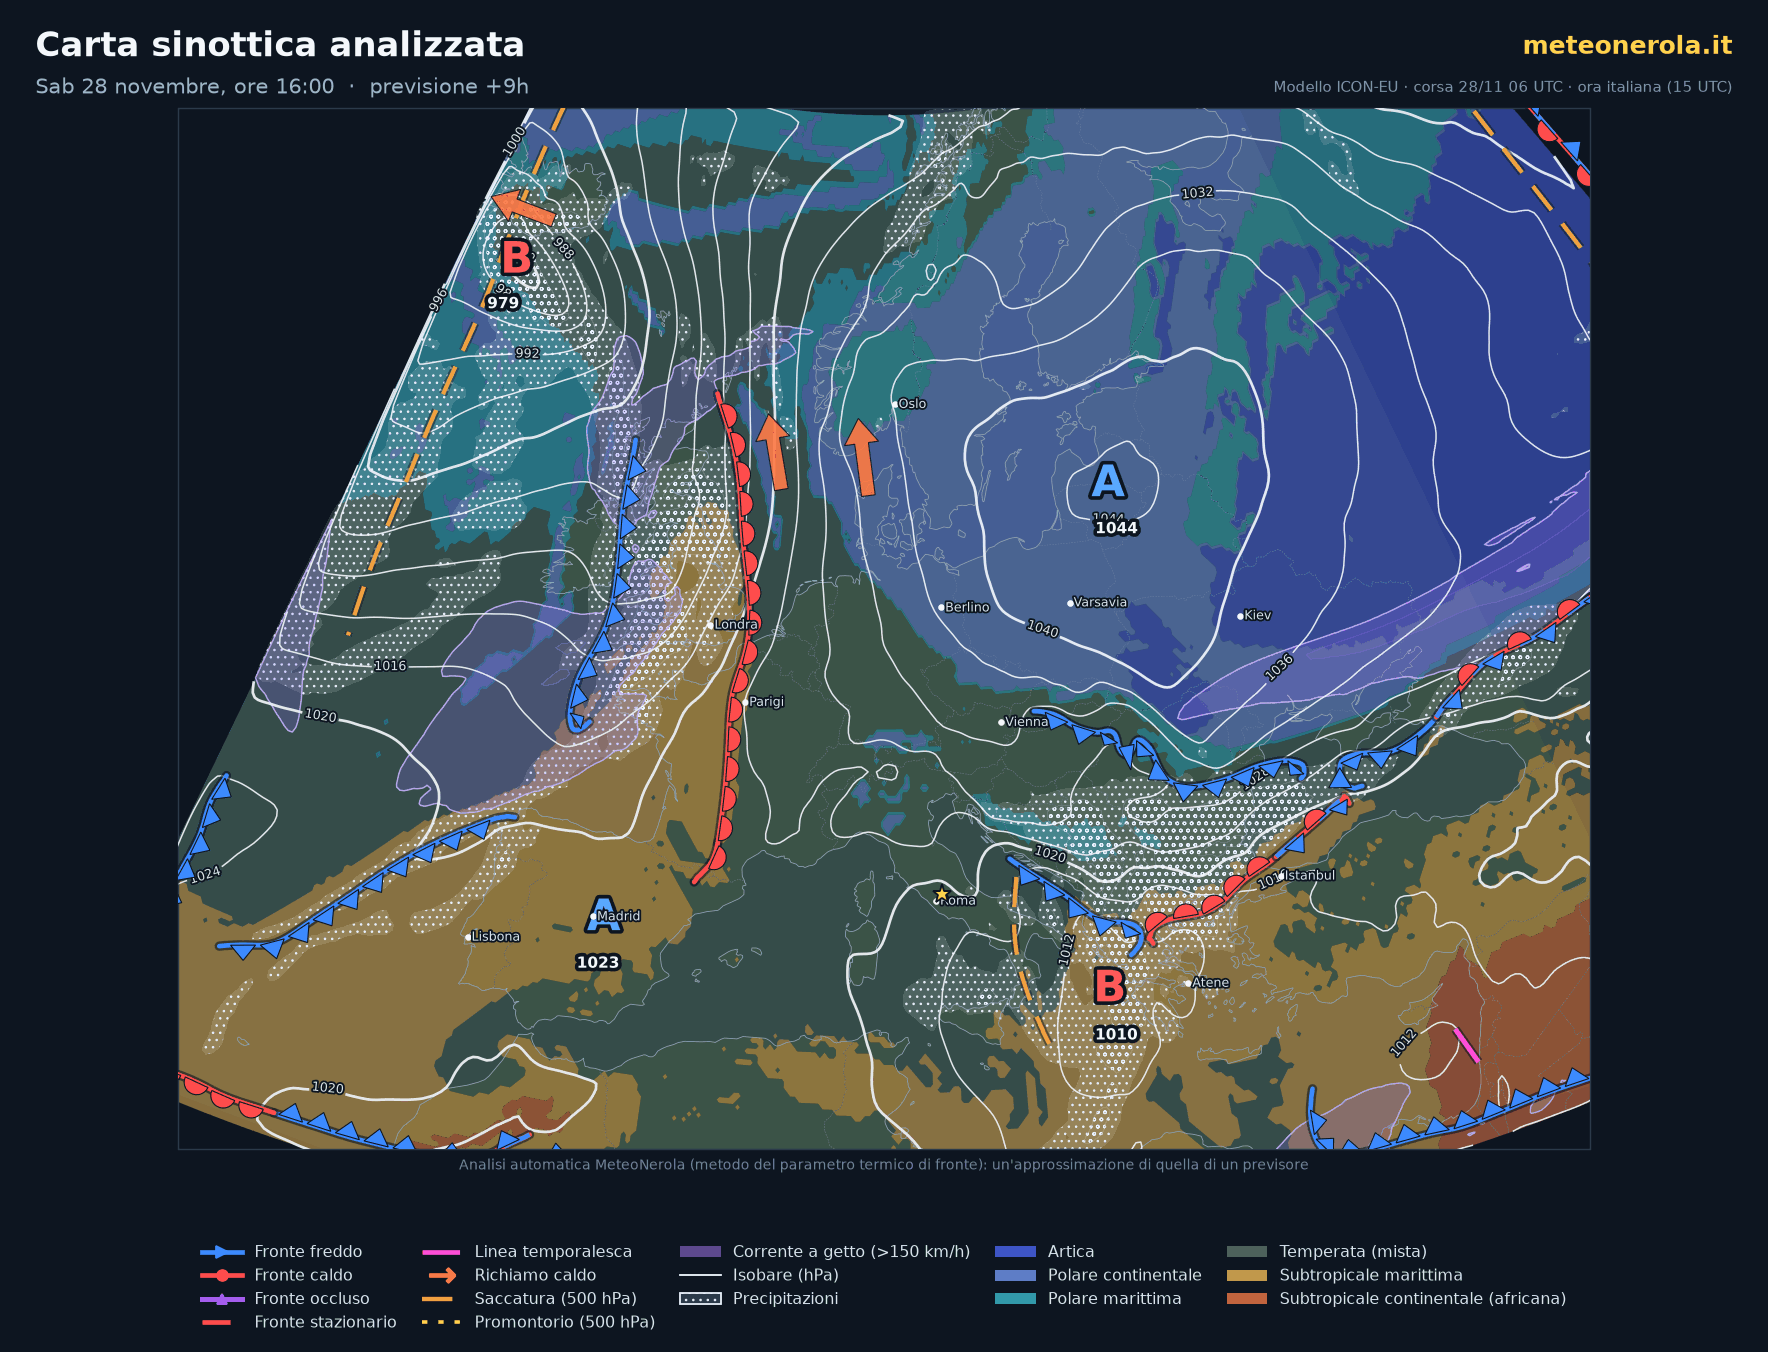 Carta sinottica analizzata
meteonerola.it
Sab 28 novembre, ore 16:00 · previsione +9h
Modello ICON-EU · corsa 28/11 06 UTC · ora italiana (15 UTC)
1000
1032
988
B
996
979
992
Oslo
A
1044
1044
Berlino
Varsavia
Kiev
Londra
1040
1016
1036
Parigi
1020
Vienna
1028
1020
1024
Istanbul
Roma
A
Madrid
Lisbona
1012
1023
B
Atene
1010
1012
1020
Analisi automatica MeteoNerola (metodo del parametro termico di fronte): un'approssimazione di quella di un previsore
Fronte freddo
Linea temporalesca
Corrente a getto (>150 km/h)
Artica
Temperata (mista)
Fronte caldo
Richiamo caldo
Isobare (hPa)
Polare continentale
Subtropicale marittima
Fronte occluso
Saccatura (500 hPa)
Precipitazioni
Polare marittima
Subtropicale continentale (africana)
Fronte stazionario
Promontorio (500 hPa)